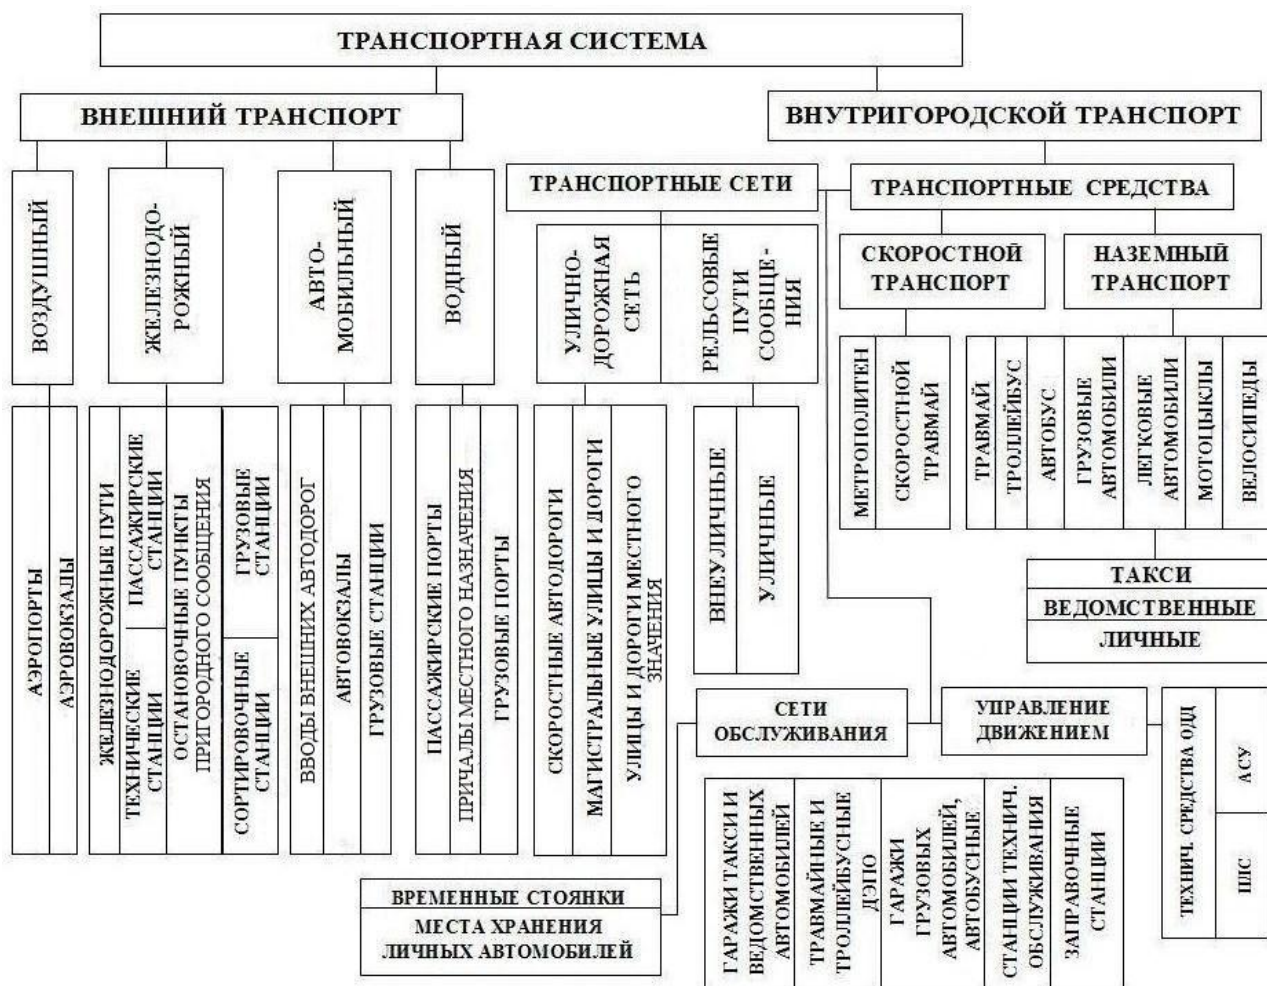 ТРАНСПОРТНАЯ СИСТЕМА
ВНЕШНИЙ ТРАНСПОРТ
ВНУТРИГОРОДСКОЙ ТРАНСПОРТ
ВОЗДУШНЫЙ
ЖЕЛЕЗНОДО-
РОЖНЫЙ
АВТО-
МОБИЛЬНЫЙ
ВОДНЫЙ
ТРАНСПОРТНЫЕ СЕТИ
ТРАНСПОРТНЫЕ СРЕДСТВА
УЛИЧНО-
ДОРОЖНАЯ
СЕТЬ
РЕЛЬСОВЫЕ
ПУТИ
СООБЩЕ-
НИЯ
СКОРОСТНОЙ
ТРАНСПОРТ
НАЗЕМНЫЙ
ТРАНСПОРТ
АЭРОПОРТЫ
АЭРОВОКЗАЛЫ
ЖЕЛЕЗНОДОРОЖНЫЕ ПУТИ
ПАССАЖИРСКИЕ
СТАНЦИИ
ТЕХНИЧЕСКИЕ
СТАНЦИИ
ОСТАНОВОЧНЫЕ ПУНКТЫ
ПРИГОРОДНОГО СООБЩЕНИЯ
ГРУЗОВЫЕ
СТАНЦИИ
СОРТИРОВОЧНЫЕ
СТАНЦИИ
ВВОДЫ ВНЕШНИХ АВТОДОРОГ
АВТОВОКЗАЛЫ
ГРУЗОВЫЕ СТАНЦИИ
ПАССАЖИРСКИЕ ПОРТЫ
ПРИЧАЛЫ МЕСТНОГО НАЗНАЧЕНИЯ
ГРУЗОВЫЕ ПОРТЫ
СКОРОСТНЫЕ АВТОДОРОГИ
МАГИСТРАЛЬНЫЕ УЛИЦЫ И ДОРОГИ
УЛИЦЫ И ДОРОГИ МЕСТНОГО
ЗНАЧЕНИЯ
ВНЕУЛИЧНЫЕ
УЛИЧНЫЕ
МЕТРОПОЛИТЕН
СКОРОСТНОЙ
ТРАВМАЙ
ТРАВМАЙ
ТРОЛЛЕЙБУС
АВТОБУС
ГРУЗОВЫЕ
АВТОМОБИЛИ
ЛЕГКОВЫЕ
АВТОМОБИЛИ
МОТОЦЫКЛЫ
ВЕЛОСИПЕДЫ
ТАКСИ
ВЕДОМСТВЕННЫЕ
ЛИЧНЫЕ
СЕТИ
ОБСЛУЖИВАНИЯ
УПРАВЛЕНИЕ
ДВИЖЕНИЕМ
ТЕХНИЧ. СРЕДСТВА ОДД
АСУ
ППС
ВРЕМЕННЫЕ СТОЯНКИ
МЕСТА ХРАНЕНИЯ
ЛИЧНЫХ АВТОМОБИЛЕЙ
ГАРАЖИ ТАКСИ И
ВЕДОМСТВЕННЫХ
АВТОМОБИЛЕЙ
ТРАВМАЙНЫЕ И
ТРОЛЛЕЙБУСНЫЕ
ДЭПО
ГАРАЖИ
ГРУЗОВЫХ
АВТОМОБИЛЕЙ,
АВТОБУСНЫЕ
СТАНЦИИ ТЕХНИЧ.
ОБСЛУЖИВАНИЯ
ЗАПРАВОЧНЫЕ
СТАНЦИИ